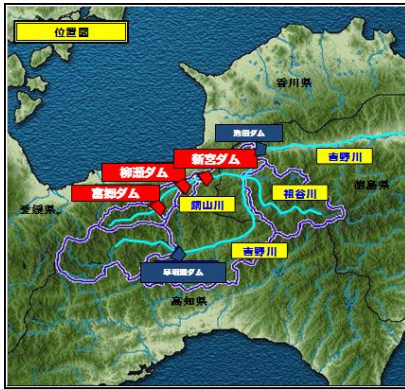 位置図
香川県
池田ダム
新宮ダム
吉野川
柳瀬ダム
徳島県
富郷ダム
祖谷川
銅山川
愛媛県
吉野川
早明浦ダム
高知県